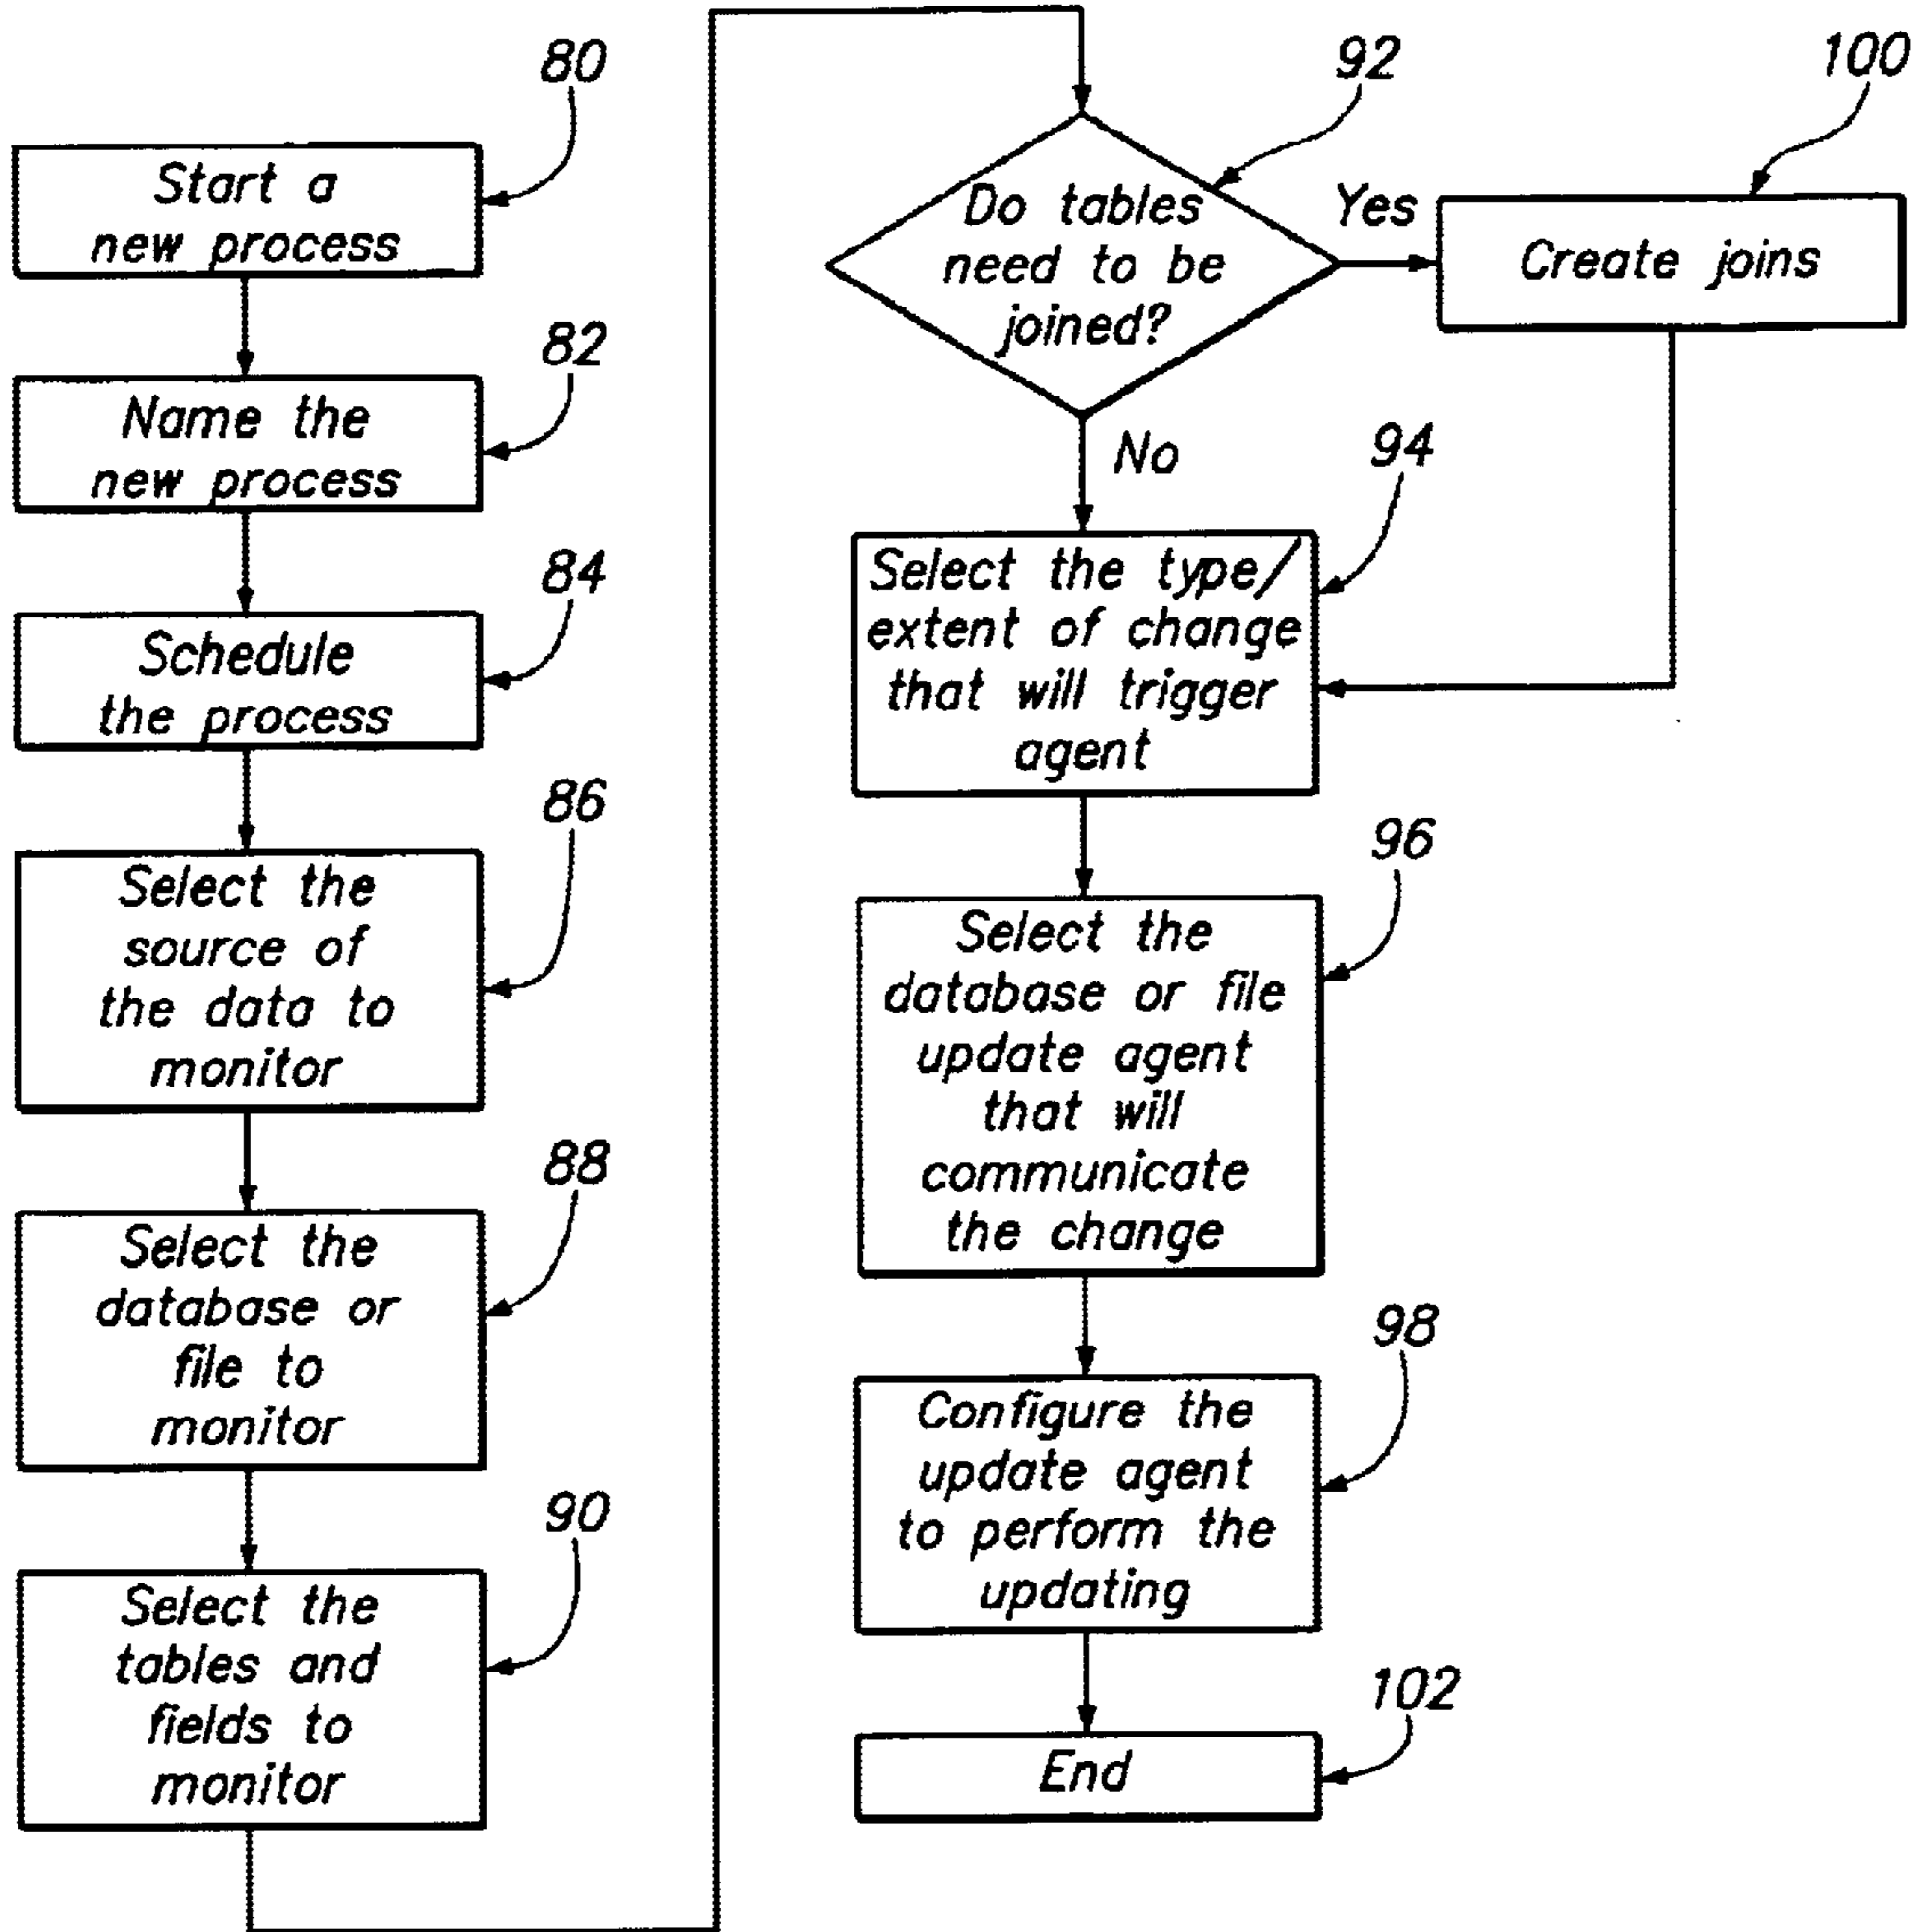 80
Start a
new process
82
Name the
new process
84
Schedule
the process
86
Select the
source of
the data to
monitor
88
Select the
database or
file to
monitor
90
Select the
tables and
fields to
monitor
92
Do tables
need to be
joined?
Yes
100
Create joins
No
94
Select the type/
extent of change
that will trigger
agent
96
Select the
database or file
update agent
that will
communicate
the change
98
Configure the
update agent
to perform the
updating
102
End